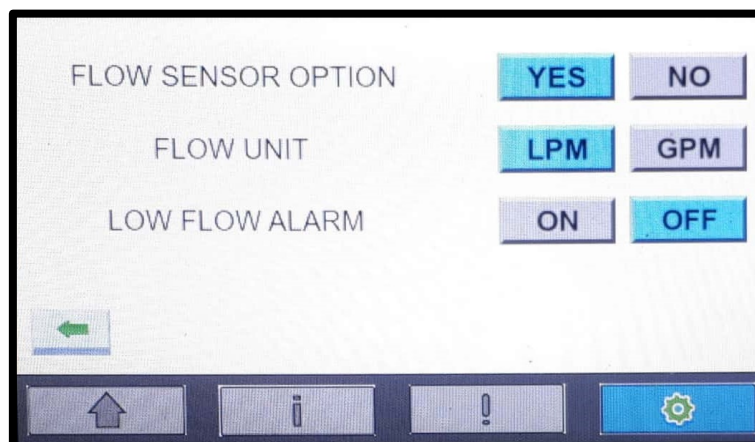 FLOW SENSOR OPTION YES NO
FLOW UNIT LPM GPM
LOW FLOW ALARM ON OFF
i !